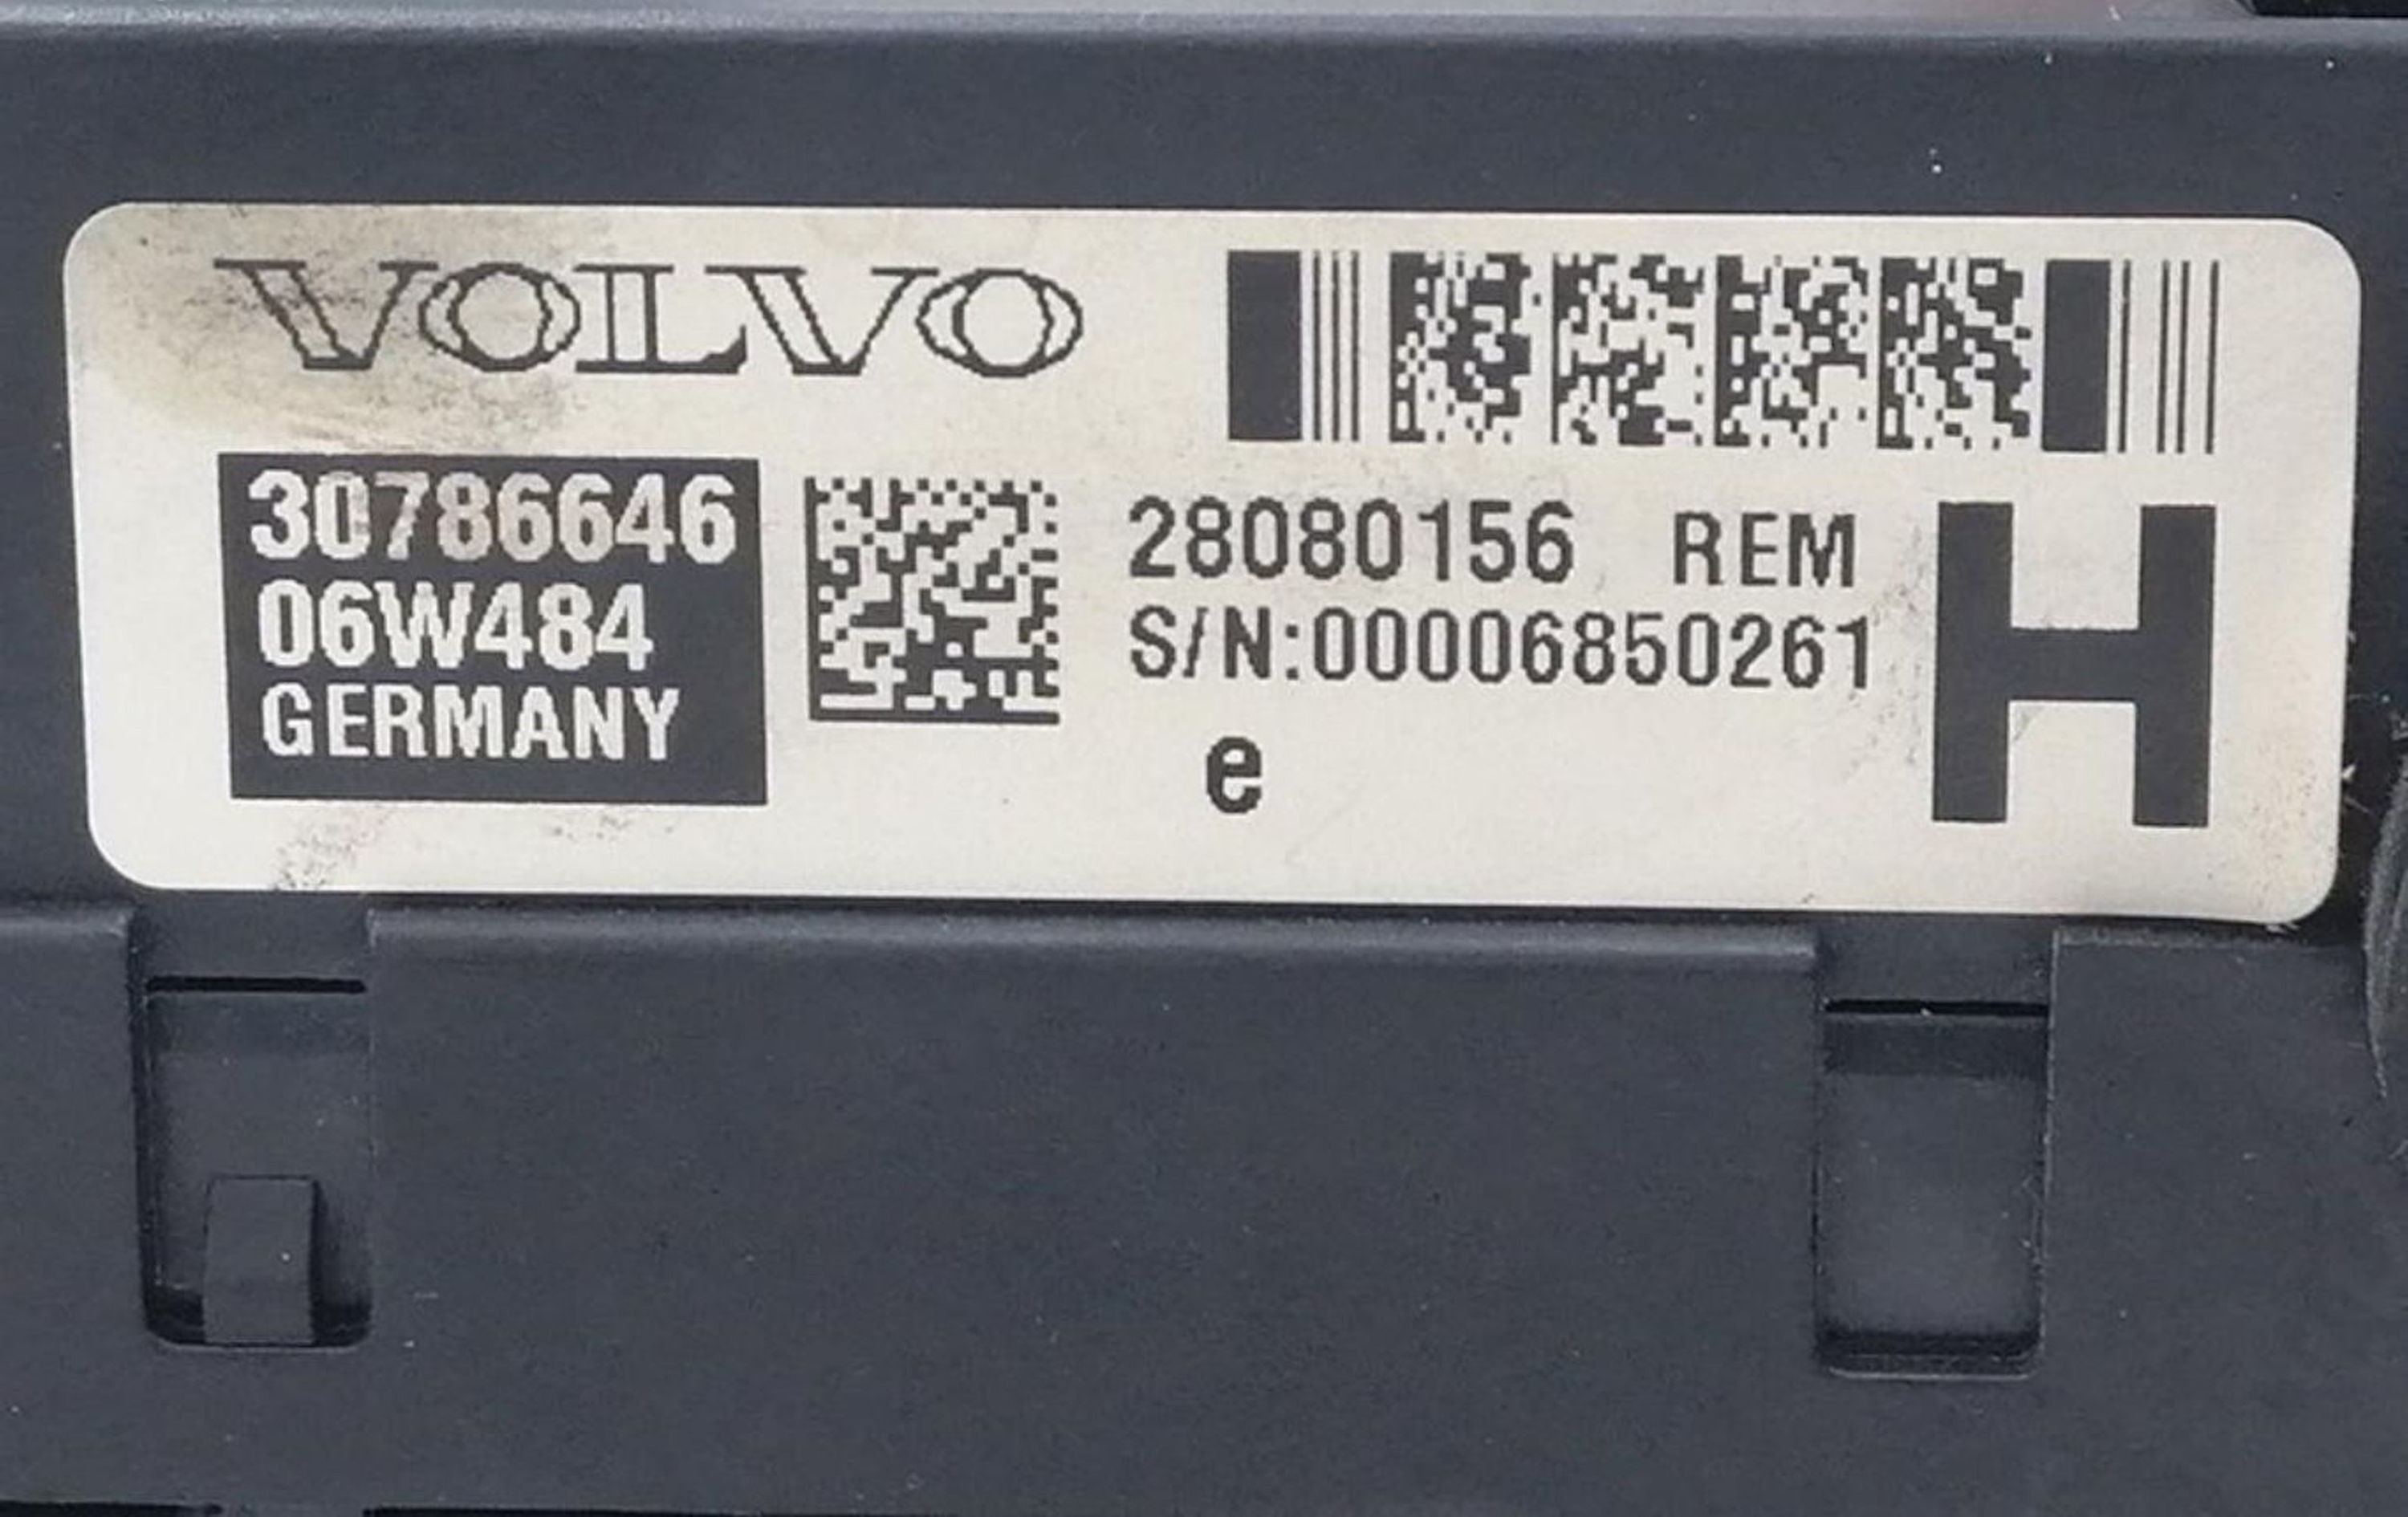 VOLVO
30786646
06W484
GERMANY
28080156 REM
S/N:00006850261
e
H